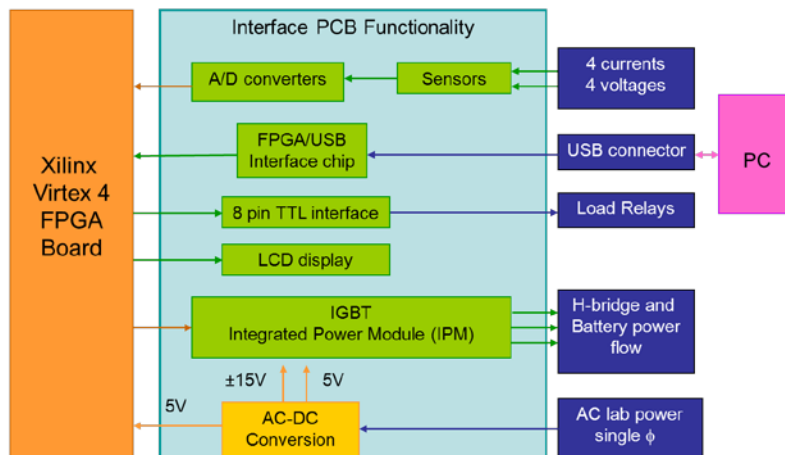 Interface PCB Functionality
A/D converters
Sensors
4 currents
4 voltages
FPGA/USB
Interface chip
USB connector
PC
Xilinx
Virtex 4
FPGA
Board
8 pin TTL interface
Load Relays
LCD display
IGBT
Integrated Power Module (IPM)
H-bridge and
Battery power
flow
±15V
5V
5V
AC-DC
Conversion
AC lab power
single ϕ